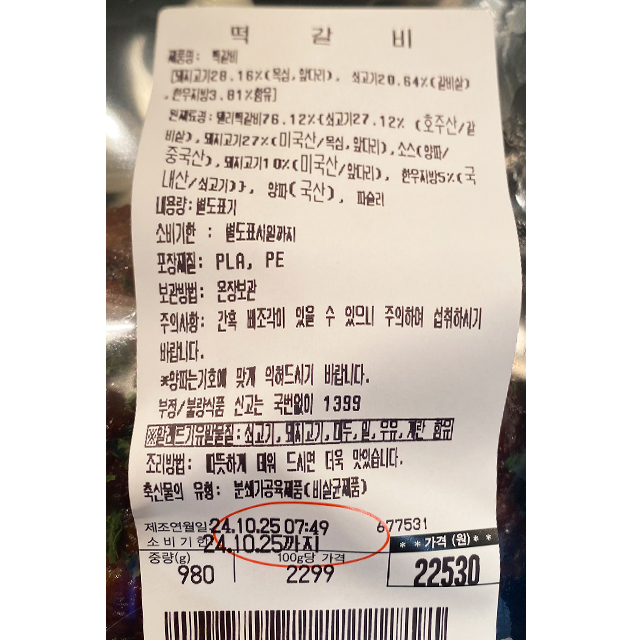 떡 갈 비
제품명: 떡갈비
[돼지고기28.16%(목심,앞다리), 쇠고기20.64%(갈비살)
,한우지방3.81%함유]
원재료명: 탤리떡갈비76.12%{쇠고기27.12% (호주산/갈
비살),돼지고기27%(미국산/목심,앞다리),소스(양파/
중국산),돼지고기10%(미국산/앞다리), 한우지방5%(국
내산/쇠고기)}, 양파(국산), 파슬리
내용량:별도표기
소비기한 : 별도표시일까지
포장재질: PLA, PE
보관방법: 온장보관
주의사항: 간혹 뼈조각이 있을 수 있으니 주의하여 섭취하시기
바랍니다.
*양파는기호에 맞게 익혀드시기 바랍니다.
부정/불량식품 신고는 국번없이 1399
※알레르기유발물질:쇠고기,돼지고기,대두,밀,우유,계란 함유
조리방법: 따뜻하게 데워 드시면 더욱 맛있습니다.
축산물의 유형: 분쇄가공육제품(비살균제품)
제조연월일24.10.25 07:49 677531
소비기한 24.10.25까지 * *가격 (원) * *
중량(g) 100g당 가격
980 2299 22530